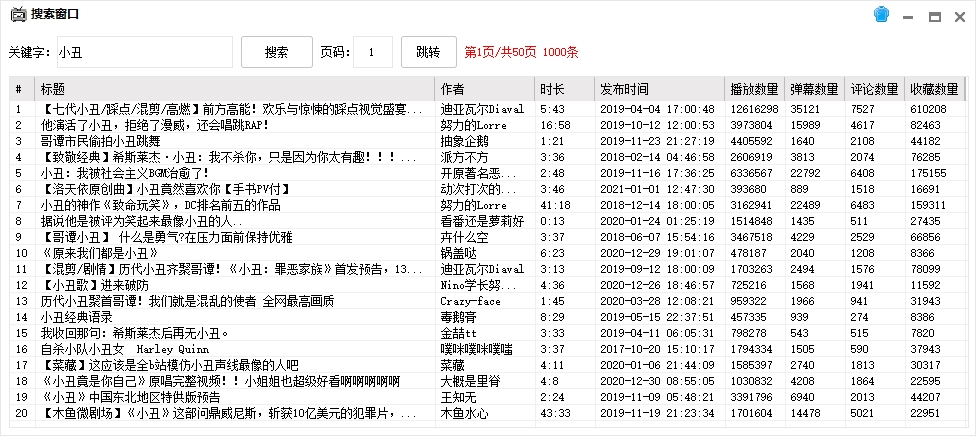 搜索窗口
关键字： 小丑 搜索 页码： 1 跳转 第1页/共50页 1000条
# 标题 作者 时长 发布时间 播放数量 弹幕数量 评论数量 收藏数量
1 【七代小丑/踩点/混剪/高燃】前方高能！欢乐与惊悚的踩点视觉盛宴... 迪亚瓦尔Diaval 5:43 2019-04-04 17:00:48 12616298 35121 7527 610208
2 他演活了小丑，拒绝了漫威，还会唱跳RAP！ 努力的Lorre 16:58 2019-10-12 12:00:53 3973804 15989 4617 82463
3 哥谭市民偷拍小丑跳舞 抽象企鹅 1:21 2019-11-23 21:27:19 4405592 1640 2108 44182
4 【致敬经典】希斯莱杰·小丑：我不杀你，只是因为你太有趣！！！... 派方不方 3:36 2018-02-14 04:46:58 2606919 3813 2074 76285
5 小丑：我被社会主义BGM治愈了！ 开原著名恶... 2:48 2019-11-16 17:36:25 6336567 22792 6408 175155
6 【洛天依原创曲】小丑竟然喜欢你【手书PV付】 动次打次的... 3:46 2021-01-01 12:47:30 393680 889 1518 16691
7 小丑的神作《致命玩笑》，DC排名前五的作品 努力的Lorre 41:18 2018-12-14 18:00:05 3162941 22489 6483 159311
8 据说他是被评为笑起来最像小丑的人.. 看番还是萝莉好 0:13 2020-01-24 01:25:19 1514848 1435 511 27435
9 【哥谭小丑】 什么是勇气?在压力面前保持优雅 卉什么空 3:37 2018-06-07 15:54:16 3467518 4229 2529 66856
10 《原来我们都是小丑》 锅盖哒 6:23 2020-12-29 19:01:07 478187 2040 1208 8366
11 【混剪/剧情】历代小丑齐聚哥谭！《小丑：罪恶家族》首发预告，13... 迪亚瓦尔Diaval 3:13 2019-09-12 18:00:09 1703263 2494 1576 78099
12 【小丑歌】进来破防 Nino学长努... 4:36 2020-12-26 18:46:57 725216 1568 1941 11592
13 历代小丑聚首哥谭！我们就是混乱的使者 全网最高画质 Crazy-face 1:45 2020-03-28 12:08:21 959322 1966 941 31943
14 小丑经典语录 毒鹅膏 8:29 2019-05-15 22:37:51 457335 939 274 8386
15 我收回那句：希斯莱杰后再无小丑。 金喆tt 3:33 2019-04-11 06:05:31 798278 543 515 7820
16 自杀小队小丑女 Harley Quinn 噗咪噗咪噗嗑 3:37 2017-10-20 15:10:17 1794334 1505 590 37943
17 【菜藏】这应该是全b站模仿小丑声线最像的人吧 菜藏 4:11 2020-01-06 21:44:09 1585397 2740 1813 30317
18 《小丑竟是你自己》原唱完整视频！！小姐姐也超级好看啊啊啊啊啊 大概是里脊 4:8 2020-12-30 08:55:05 1030832 4208 1864 22595
19 《小丑》中国东北地区特供版预告 王知无 2:24 2019-11-09 05:48:21 3391796 6940 2013 44207
20 【木鱼微剧场】《小丑》这部问鼎威尼斯，斩获10亿美元的犯罪片，... 木鱼水心 43:33 2019-11-19 21:23:34 1701604 14478 5021 22951